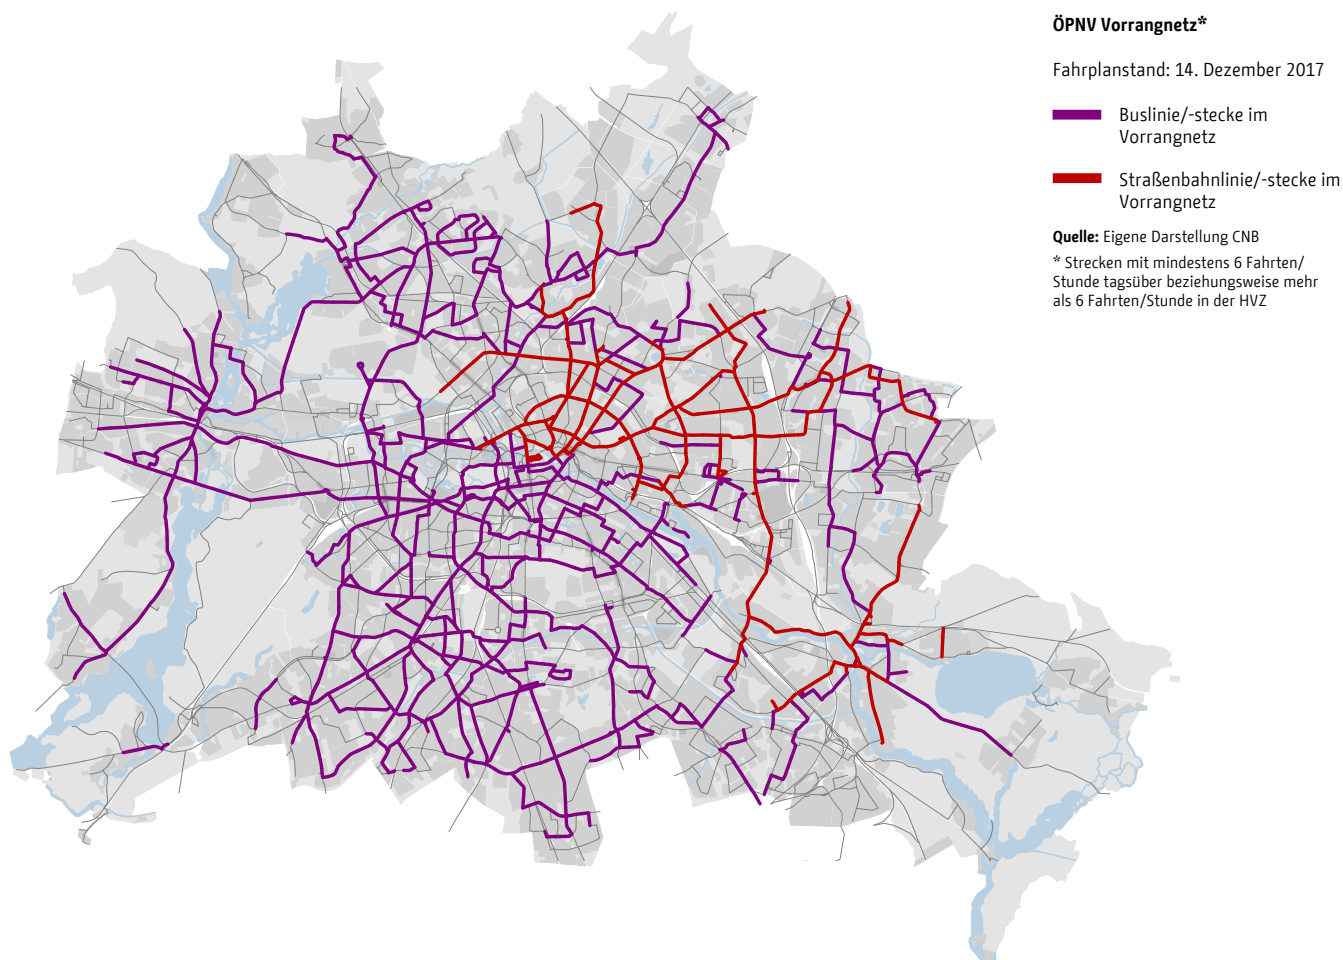 ÖPNV Vorrangnetz*
Fahrplanstand: 14. Dezember 2017
Buslinie/-stecke im
Vorrangnetz
Straßenbahnlinie/-stecke im
Vorrangnetz
Quelle: Eigene Darstellung CNB
* Strecken mit mindestens 6 Fahrten/
Stunde tagsüber beziehungsweise mehr
als 6 Fahrten/Stunde in der HVZ